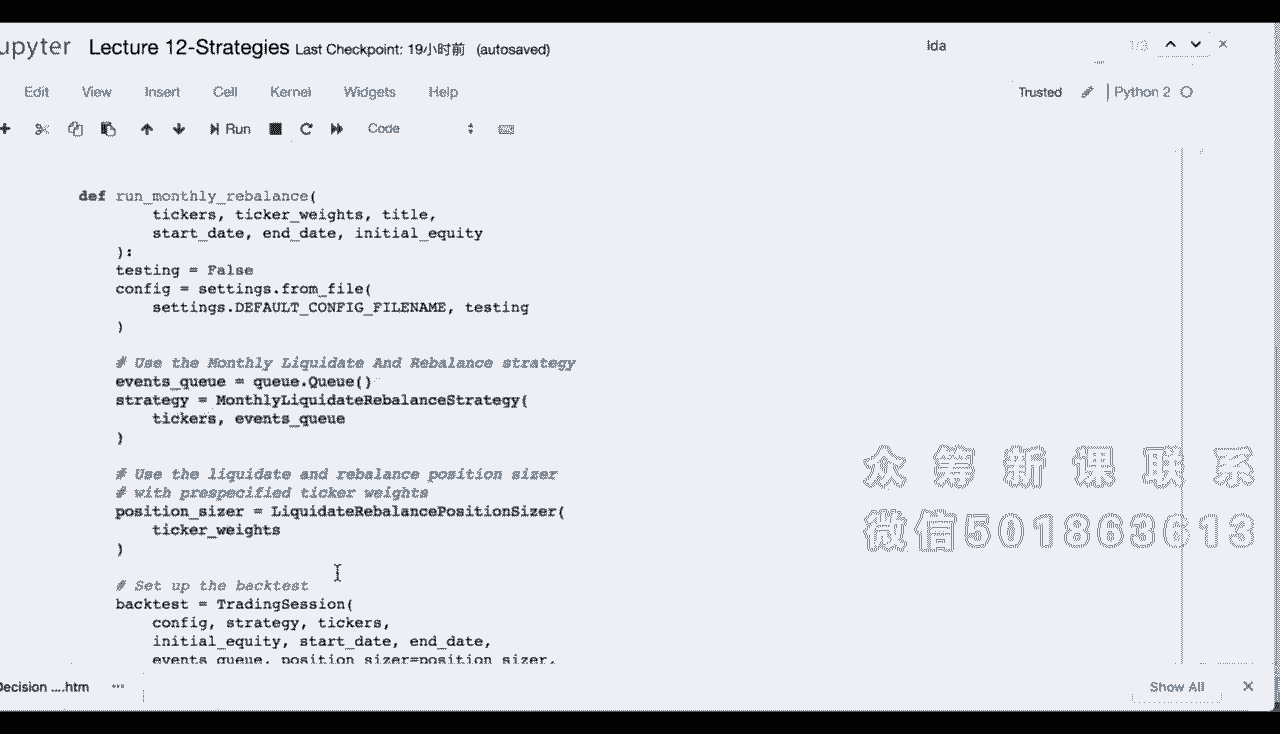 upyter Lecture 12-Strategies Last Checkpoint: 19小时前 (autosaved)
lda
1/3
Edit View Insert Cell Kernel Widgets Help
Trusted Python 2
Run Code
def run_monthly_rebalance(
tickers, ticker_weights, title,
start_date, end_date, initial_equity
):
testing = False
config = settings.from_file(
settings.DEFAULT_CONFIG_FILENAME, testing
)
# Use the Monthly Liquidate And Rebalance strategy
events_queue = queue.Queue()
strategy = MonthlyLiquidateRebalanceStrategy(
tickers, events_queue
)
# Use the liquidate and rebalance position sizer
# with prespecified ticker weights
position_sizer = LiquidateRebalancePositionSizer(
ticker_weights
)
# Set up the backtest
backtest = TradingSession(
config, strategy, tickers,
initial_equity, start_date, end_date,
events_queue, position_sizer=position_sizer,
众筹新课联系
微信501863613
Decision ....htm
Show All